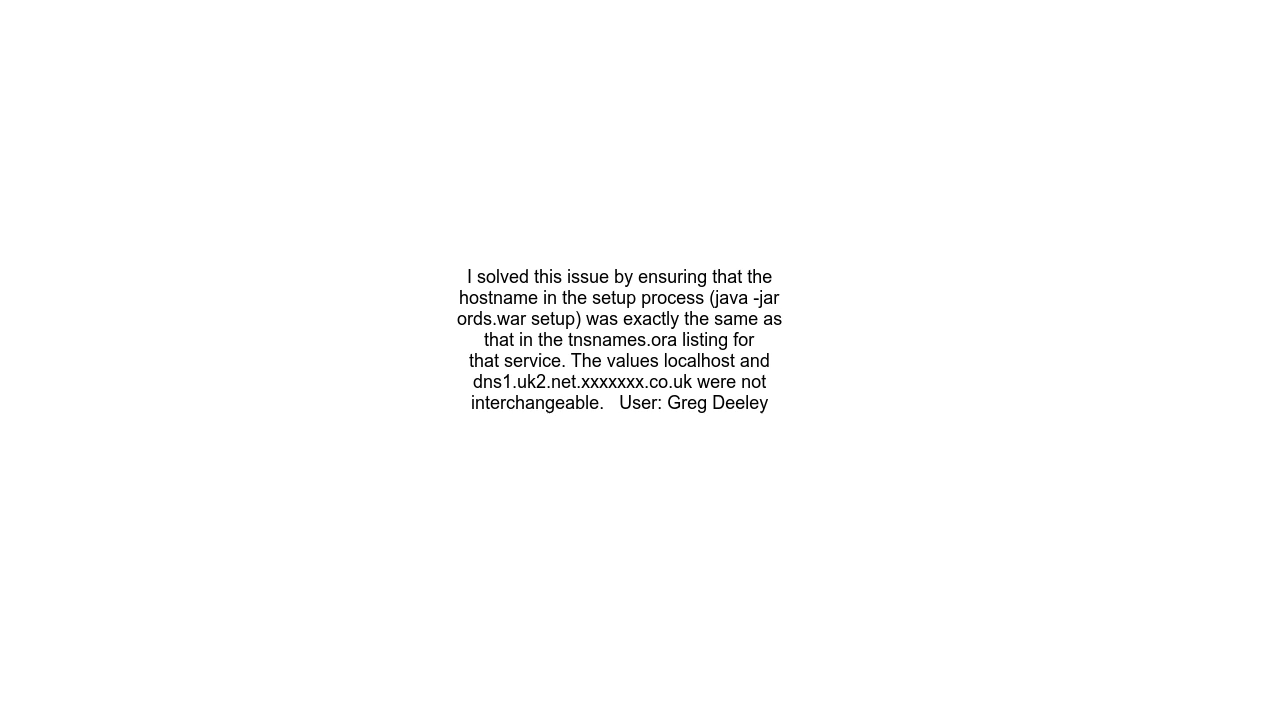 I solved this issue by ensuring that the
hostname in the setup process (java -jar
ords.war setup) was exactly the same as
that in the tnsnames.ora listing for
that service. The values localhost and
dns1.uk2.net.xxxxxxx.co.uk were not
interchangeable.   User: Greg Deeley